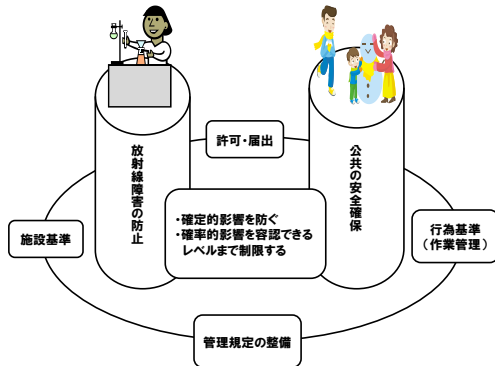 許可・届出
放射線障害の防止
公共の安全確保
・確定的影響を防ぐ
・確率的影響を容認できる
レベルまで制限する
施設基準
行為基準
（作業管理）
管理規定の整備